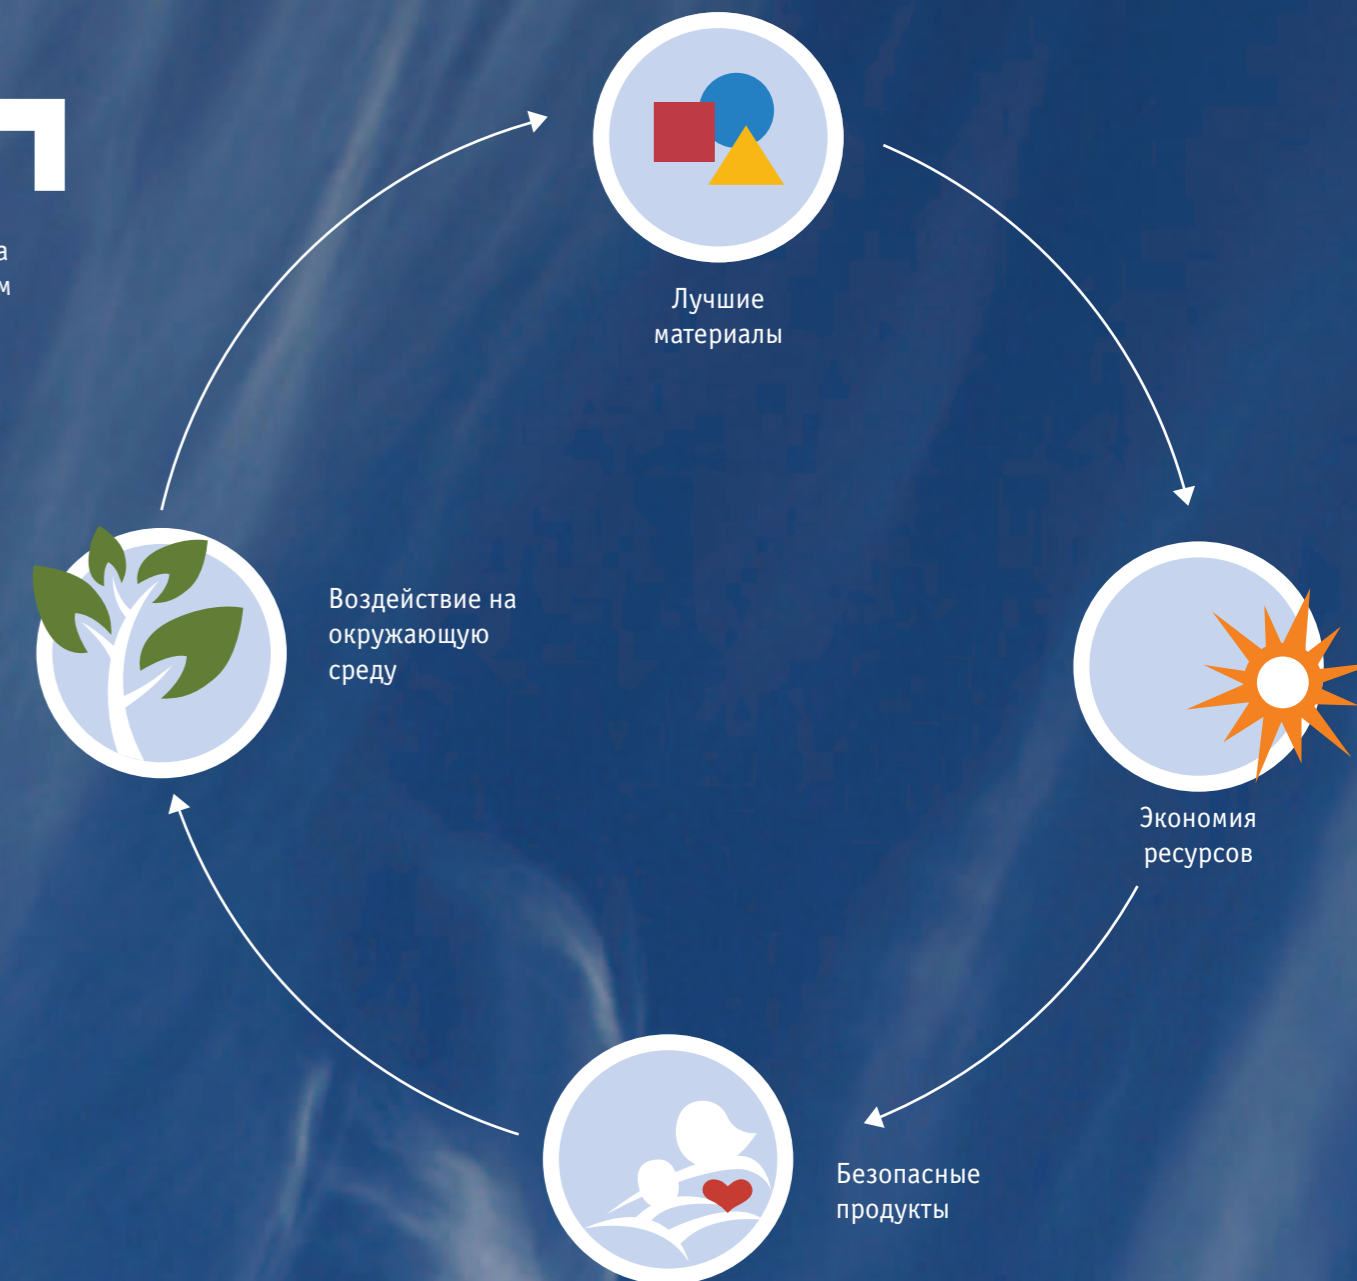 а
м
Лучшие
материалы
Воздействие на
окружающую
среду
Экономия
ресурсов
Безопасные
продукты